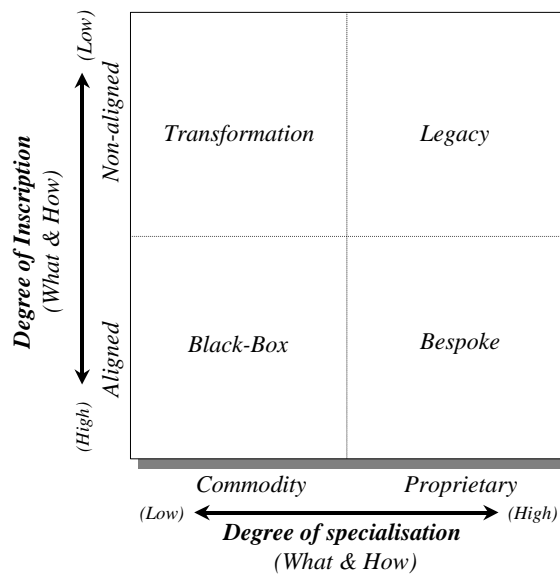 (Low)
Non-aligned
Transformation
Legacy
Degree of Inscription
(What & How)
Aligned
Black-Box
Bespoke
(High)
Commodity
Proprietary
(Low)
(High)
Degree of specialisation
(What & How)